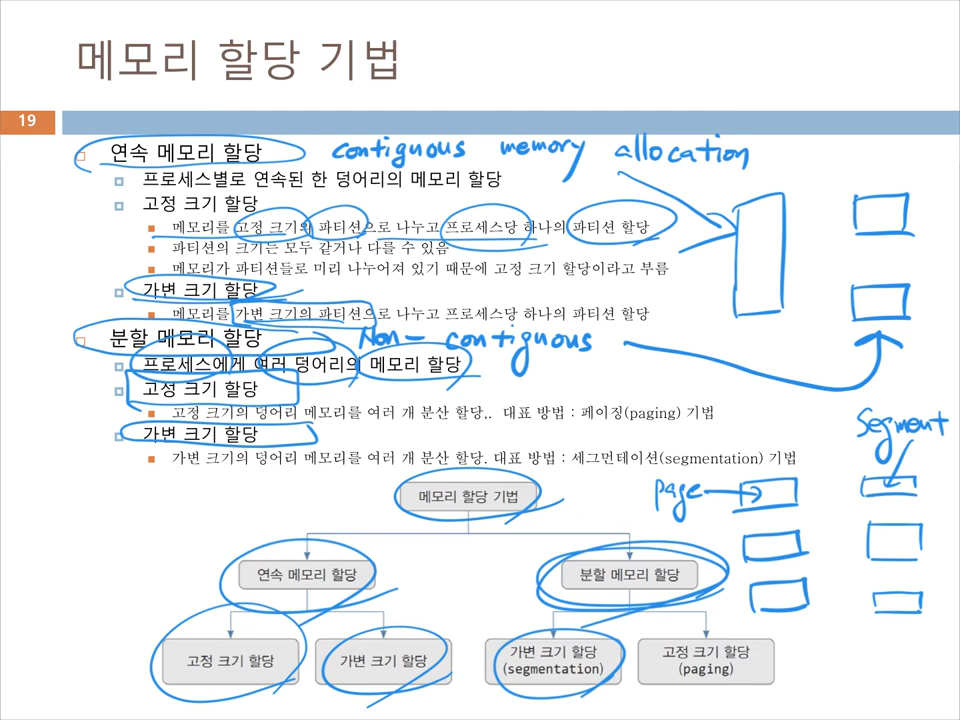 메모리 할당 기법
19
연속 메모리 할당 contiguous memory allocation
프로세스별로 연속된 한 덩어리의 메모리 할당
고정 크기 할당
메모리를 고정 크기의 파티션으로 나누고 프로세스당 하나의 파티션 할당
파티션의 크기는 모두 같거나 다를 수 있음
메모리가 파티션들로 미리 나누어져 있기 때문에 고정 크기 할당이라고 부름
가변 크기 할당
메모리를 가변 크기의 파티션으로 나누고 프로세스당 하나의 파티션 할당
분할 메모리 할당 Non- contiguous
프로세스에게 여러 덩어리의 메모리 할당
고정 크기 할당
고정 크기의 덩어리 메모리를 여러 개 분산 할당,. 대표 방법 : 페이징(paging) 기법
가변 크기 할당
가변 크기의 덩어리 메모리를 여러 개 분산 할당. 대표 방법 : 세그먼테이션(segmentation) 기법
segment
page
메모리 할당 기법
연속 메모리 할당
분할 메모리 할당
고정 크기 할당
가변 크기 할당
가변 크기 할당
(segmentation)
고정 크기 할당
(paging)